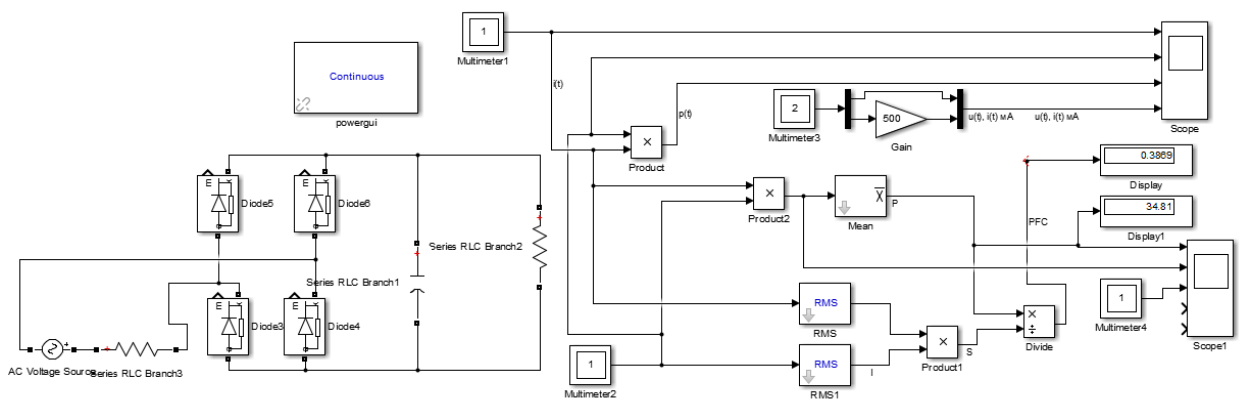 1
Multimeter1
Continuous
powergui
i(t)
p(t)
×
Product
2
Multimeter3
500
Gain
u(t), i(t) мА
u(t), i(t) мА
Scope
0.3869
Display
34.81
Display1
PFC
m
Diode5
m
Diode6
×
Product2
Mean
P
Series RLC Branch2
Series RLC Branch1
m
Diode3
m
Diode4
RMS
RMS
RMS
RMS1
I
×
Product1
S
×
÷
Divide
1
Multimeter4
Scope1
1
Multimeter2
AC Voltage Source
Series RLC Branch3